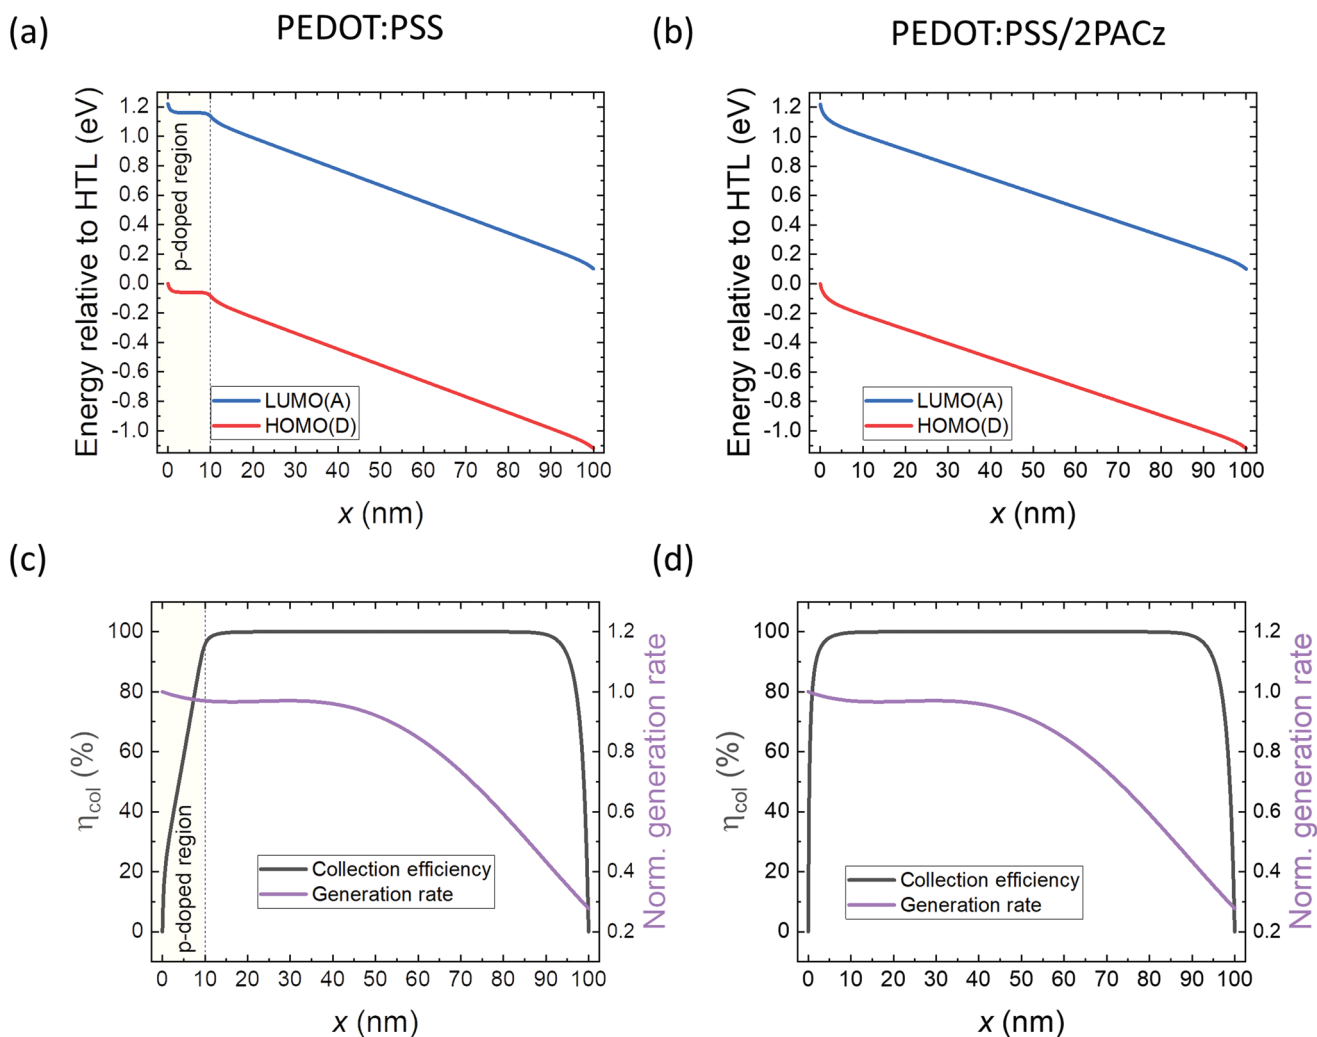 (a)
PEDOT:PSS
Energy relative to HTL (eV)
1.2
1.0
0.8
0.6
0.4
0.2
0.0
-0.2
-0.4
-0.6
-0.8
-1.0
p-doped region
LUMO(A)
HOMO(D)
0 10 20 30 40 50 60 70 80 90 100
x (nm)
(b)
PEDOT:PSS/2PACz
Energy relative to HTL (eV)
1.2
1.0
0.8
0.6
0.4
0.2
0.0
-0.2
-0.4
-0.6
-0.8
-1.0
LUMO(A)
HOMO(D)
0 10 20 30 40 50 60 70 80 90 100
x (nm)
(c)
ηcol (%)
100
80
60
40
20
0
p-doped region
Collection efficiency
Generation rate
1.2
1.0
0.8
0.6
0.4
0.2
Norm. generation rate
0 10 20 30 40 50 60 70 80 90 100
x (nm)
(d)
ηcol (%)
100
80
60
40
20
0
Collection efficiency
Generation rate
1.2
1.0
0.8
0.6
0.4
0.2
Norm. generation rate
0 10 20 30 40 50 60 70 80 90 100
x (nm)